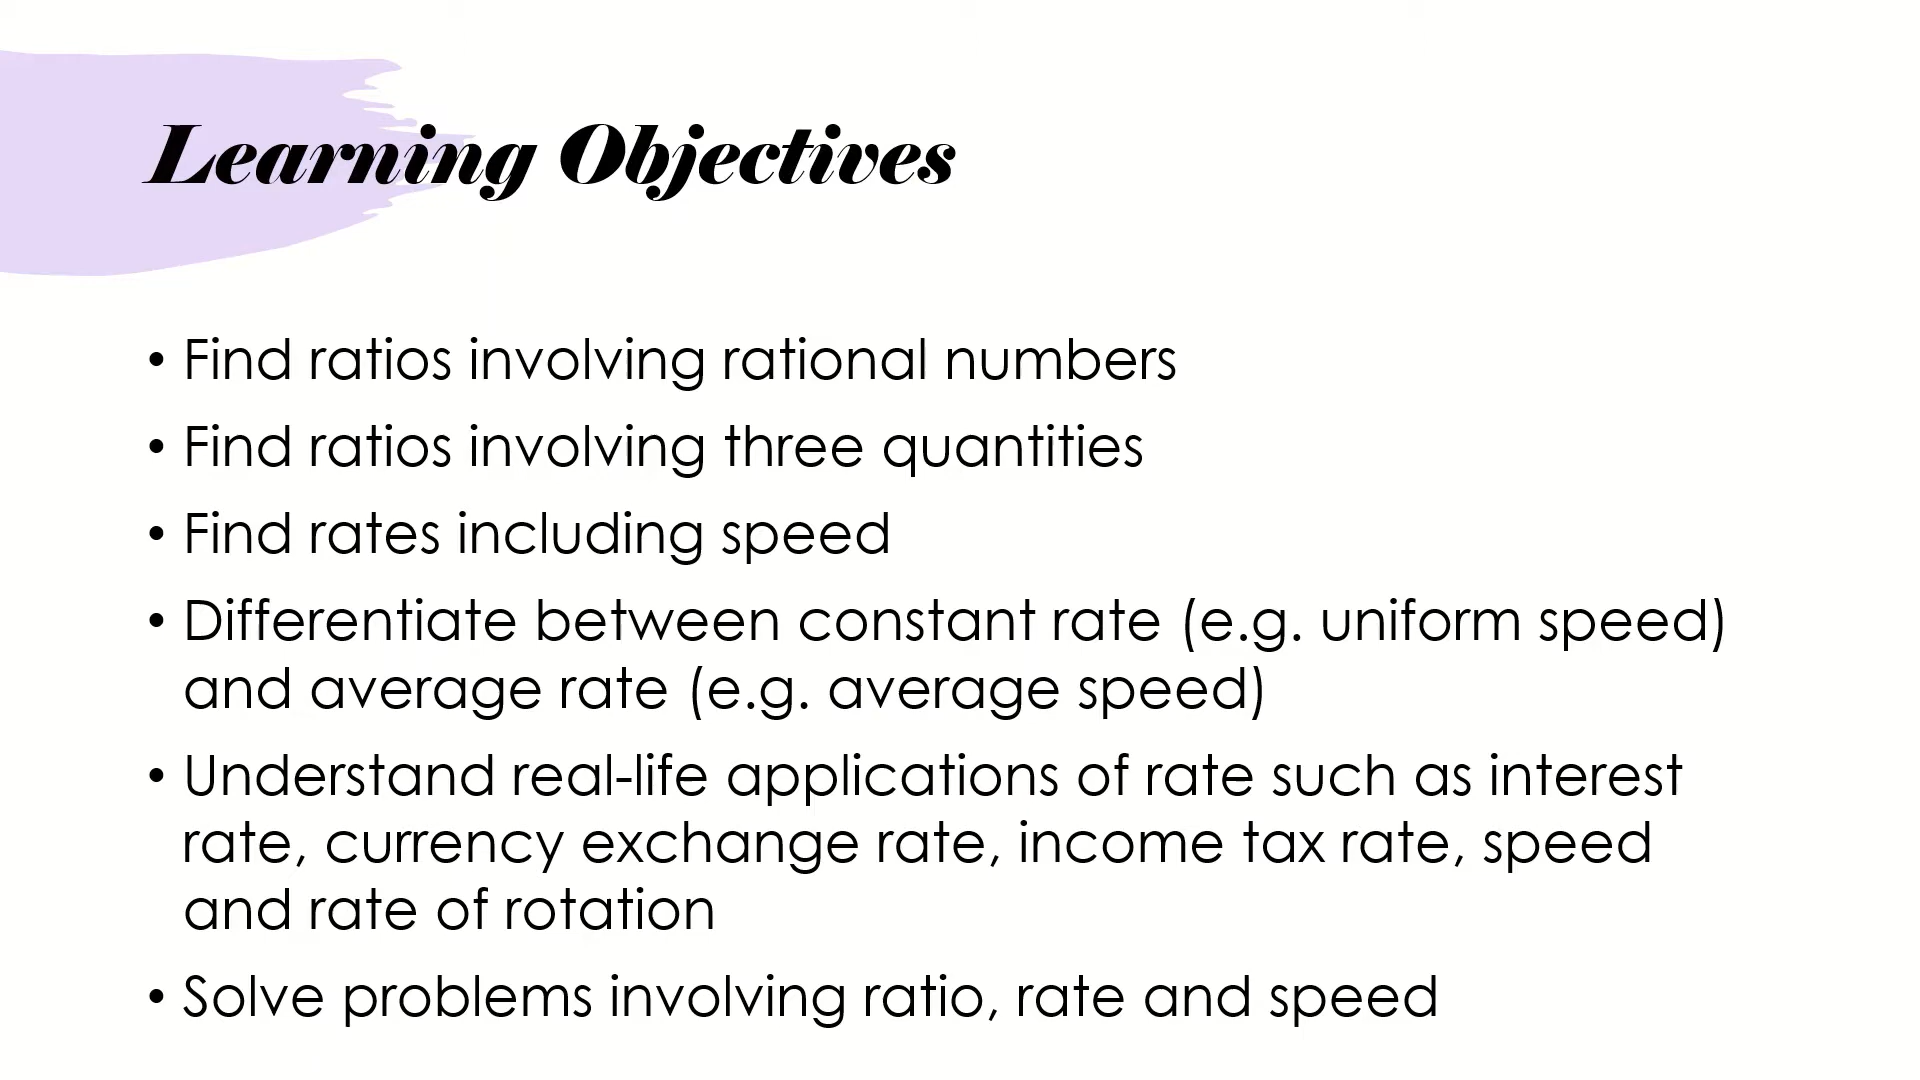 Learning Objectives
• Find ratios involving rational numbers
• Find ratios involving three quantities
• Find rates including speed
• Differentiate between constant rate (e.g. uniform speed)
and average rate (e.g. average speed)
• Understand real-life applications of rate such as interest
rate, currency exchange rate, income tax rate, speed
and rate of rotation
• Solve problems involving ratio, rate and speed